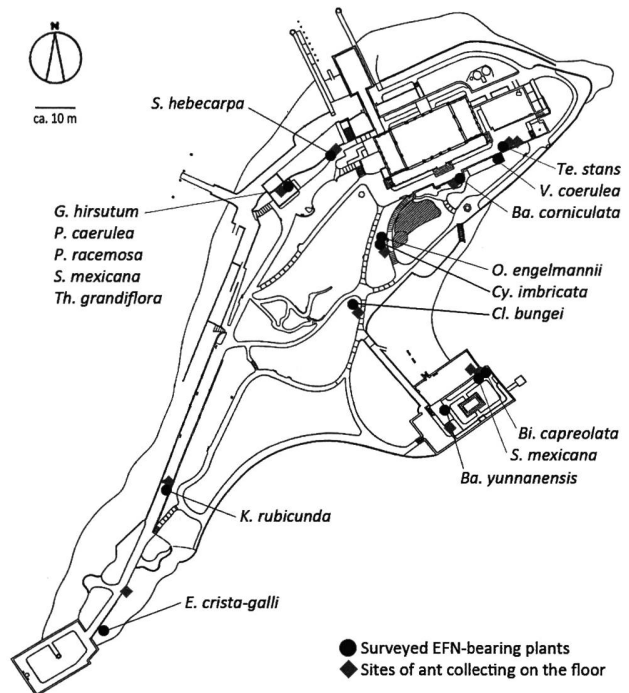 N
ca. 10 m
S. hebecarpa
Te. stans
V. coerulea
Ba. corniculata
G. hirsutum
P. caerulea
P. racemosa
S. mexicana
Th. grandiflora
O. engelmannii
Cy. imbricata
Cl. bungei
Bi. capreolata
S. mexicana
Ba. yunnanensis
K. rubicunda
E. crista-galli
Surveyed EFN-bearing plants
Sites of ant collecting on the floor